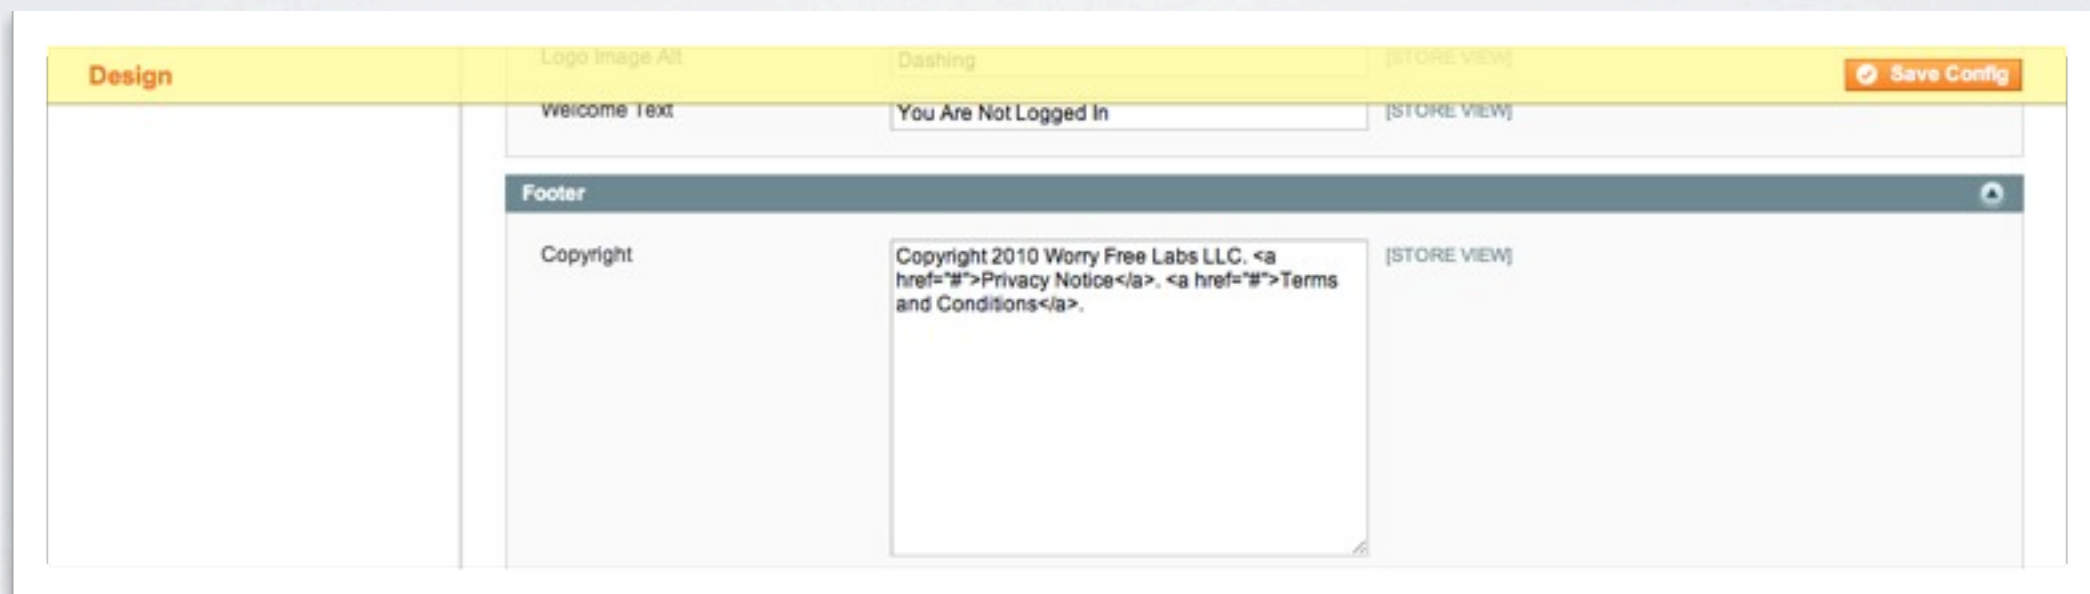 Logo Image Alt Dashing [STORE VIEW]
Design Save Config
Welcome Text You Are Not Logged In [STORE VIEW]
Footer
Copyright Copyright 2010 Worry Free Labs LLC. <a [STORE VIEW]
href="#">Privacy Notice</a>. <a href="#">Terms
and Conditions</a>.